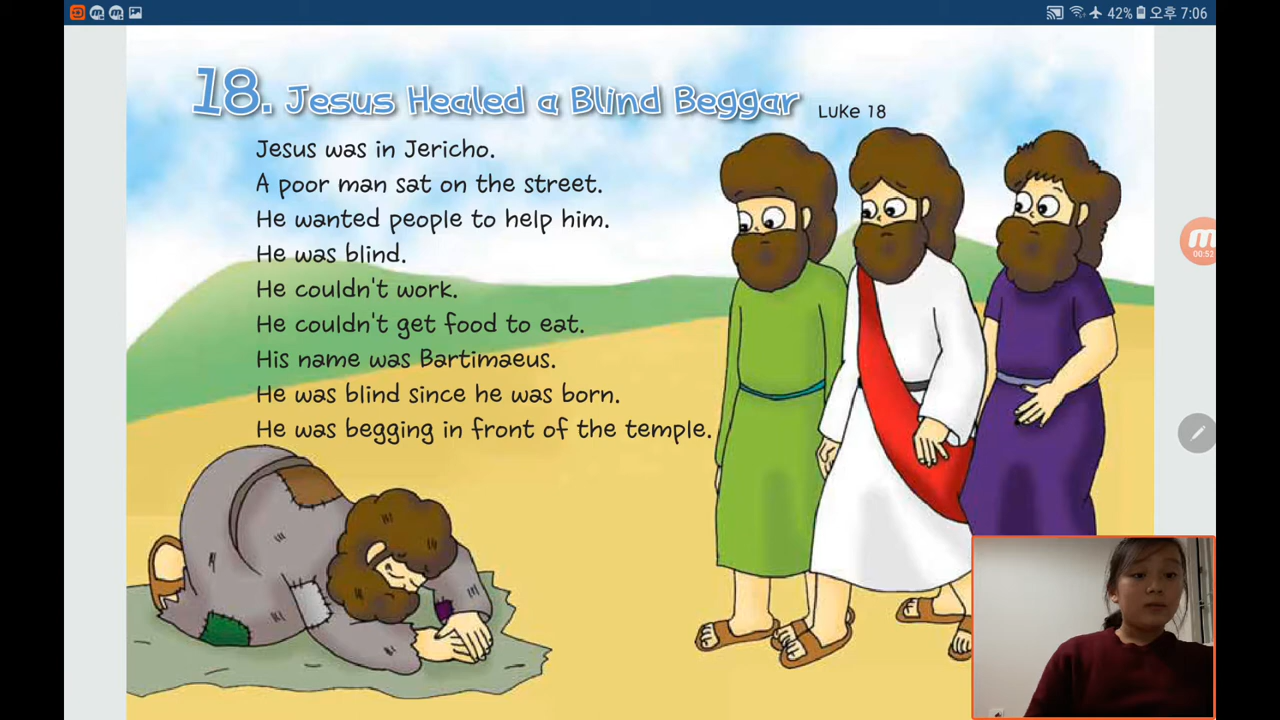 42% 오후 7:06
18. Jesus Healed a Blind Beggar Luke 18
Jesus was in Jericho.
A poor man sat on the street.
He wanted people to help him.
He was blind.
He couldn't work.
He couldn't get food to eat.
His name was Bartimaeus.
He was blind since he was born.
He was begging in front of the temple.
00:52